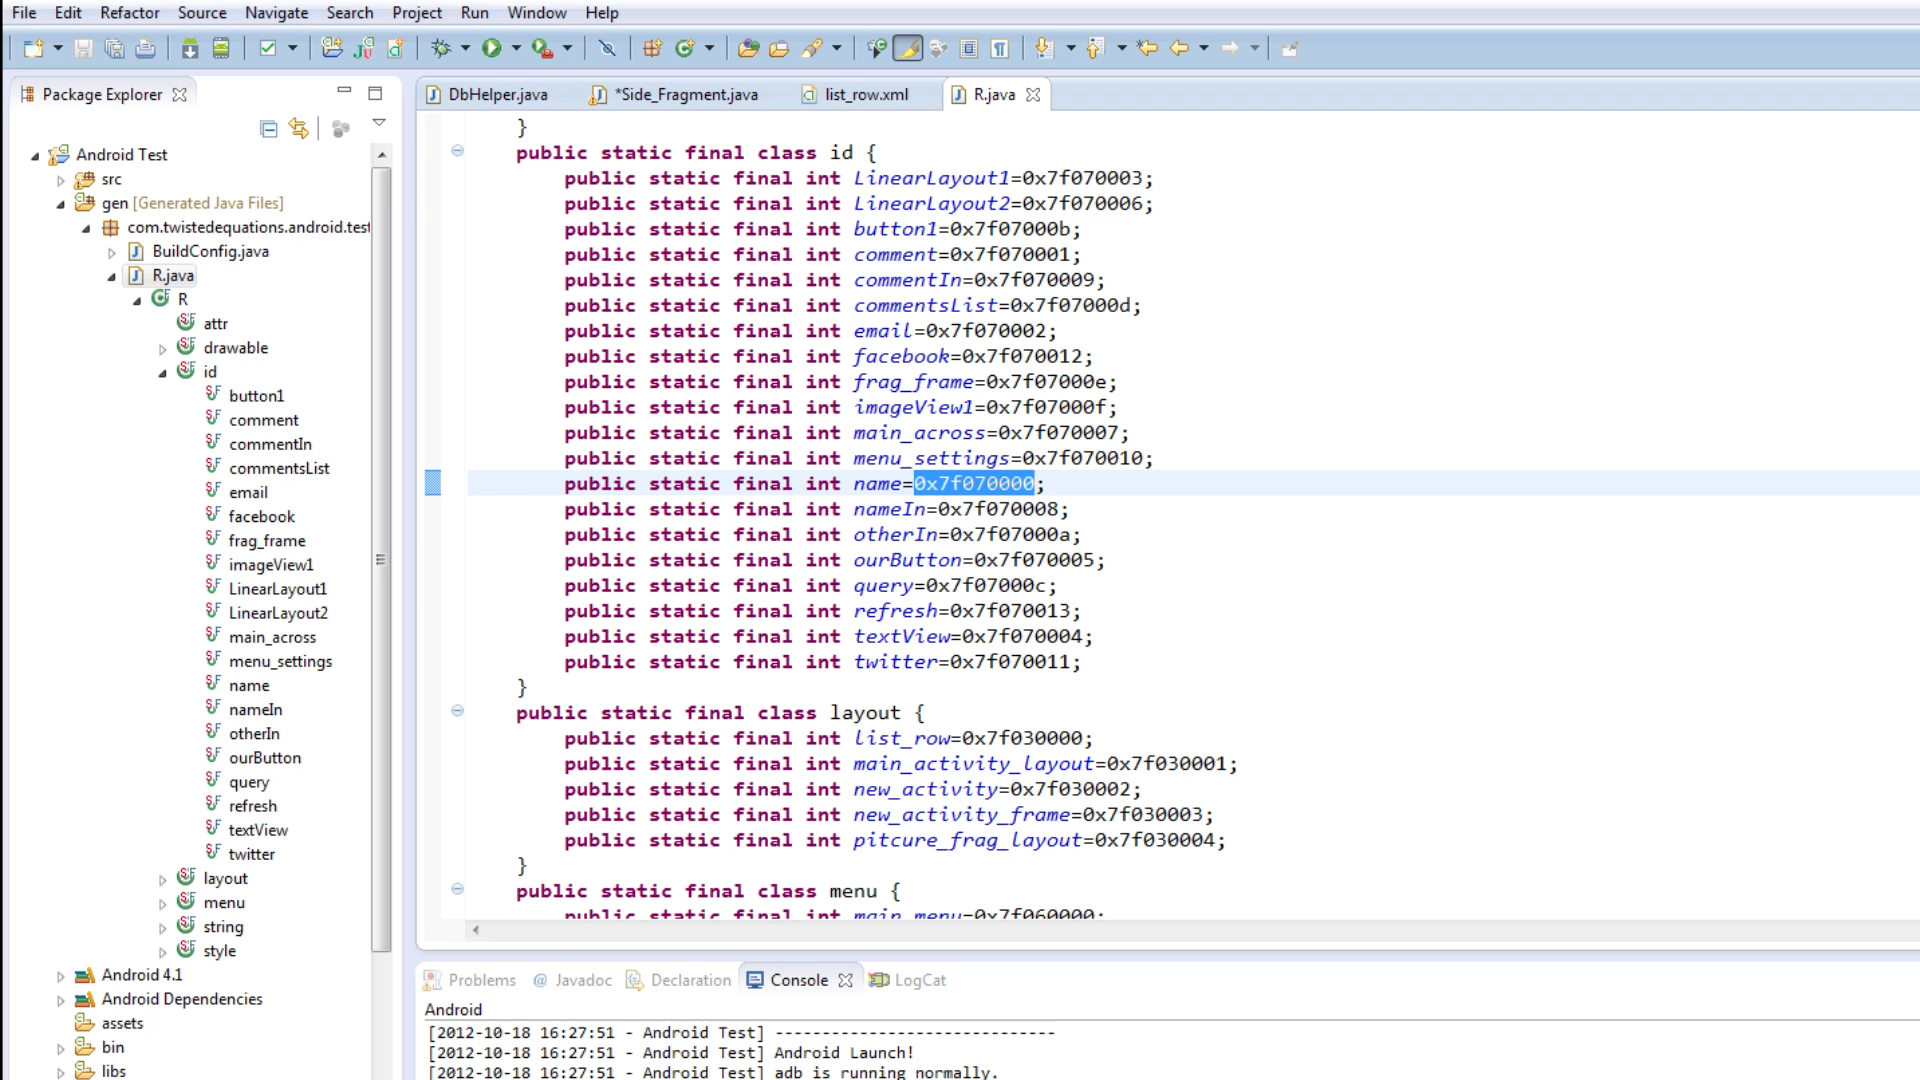 File Edit Refactor Source Navigate Search Project Run Window Help
Package Explorer
Android Test
src
gen [Generated Java Files]
com.twistedequations.android.test
BuildConfig.java
R.java
R
attr
drawable
id
button1
comment
commentIn
commentsList
email
facebook
frag_frame
imageView1
LinearLayout1
LinearLayout2
main_across
menu_settings
name
nameIn
otherIn
ourButton
query
refresh
textView
twitter
layout
menu
string
style
Android 4.1
Android Dependencies
assets
bin
libs
DbHelper.java *Side_Fragment.java list_row.xml R.java
}
public static final class id {
public static final int LinearLayout1=0x7f070003;
public static final int LinearLayout2=0x7f070006;
public static final int button1=0x7f07000b;
public static final int comment=0x7f070001;
public static final int commentIn=0x7f070009;
public static final int commentsList=0x7f07000d;
public static final int email=0x7f070002;
public static final int facebook=0x7f070012;
public static final int frag_frame=0x7f07000e;
public static final int imageView1=0x7f07000f;
public static final int main_across=0x7f070007;
public static final int menu_settings=0x7f070010;
public static final int name=0x7f070000;
public static final int nameIn=0x7f070008;
public static final int otherIn=0x7f07000a;
public static final int ourButton=0x7f070005;
public static final int query=0x7f07000c;
public static final int refresh=0x7f070013;
public static final int textView=0x7f070004;
public static final int twitter=0x7f070011;
}
public static final class layout {
public static final int list_row=0x7f030000;
public static final int main_activity_layout=0x7f030001;
public static final int new_activity=0x7f030002;
public static final int new_activity_frame=0x7f030003;
public static final int pitcure_frag_layout=0x7f030004;
}
public static final class menu {
public static final int main_menu=0x7f060000;
Problems @ Javadoc Declaration Console LogCat
Android
[2012-10-18 16:27:51 - Android Test] ------------------------------
[2012-10-18 16:27:51 - Android Test] Android Launch!
[2012-10-18 16:27:51 - Android Test] adb is running normally.